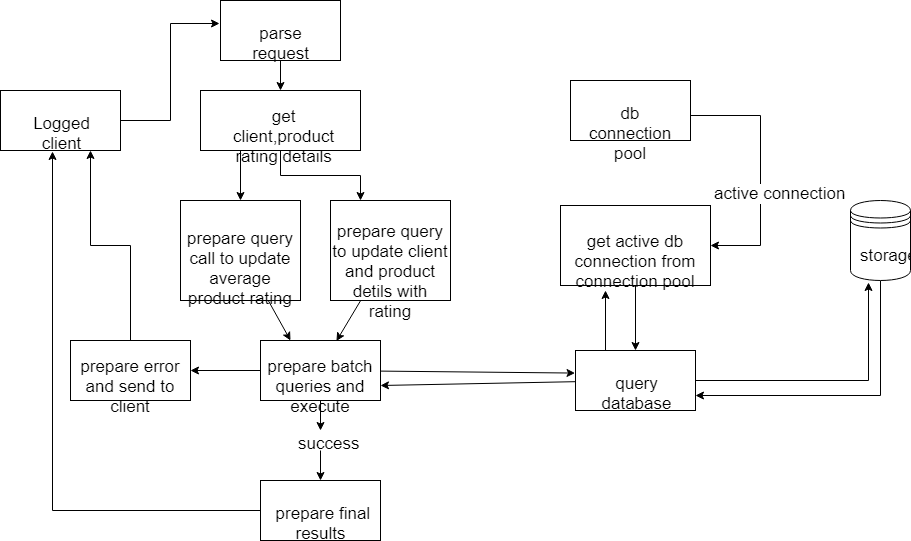 parse
request
Logged
client
get
client,product
rating details
db
connection
pool
active connection
prepare query
call to update
average
product rating
prepare query
to update client
and product
detils with
rating
get active db
connection from
connection pool
storage
prepare error
and send to
client
prepare batch
queries and
execute
query
database
success
prepare final
results